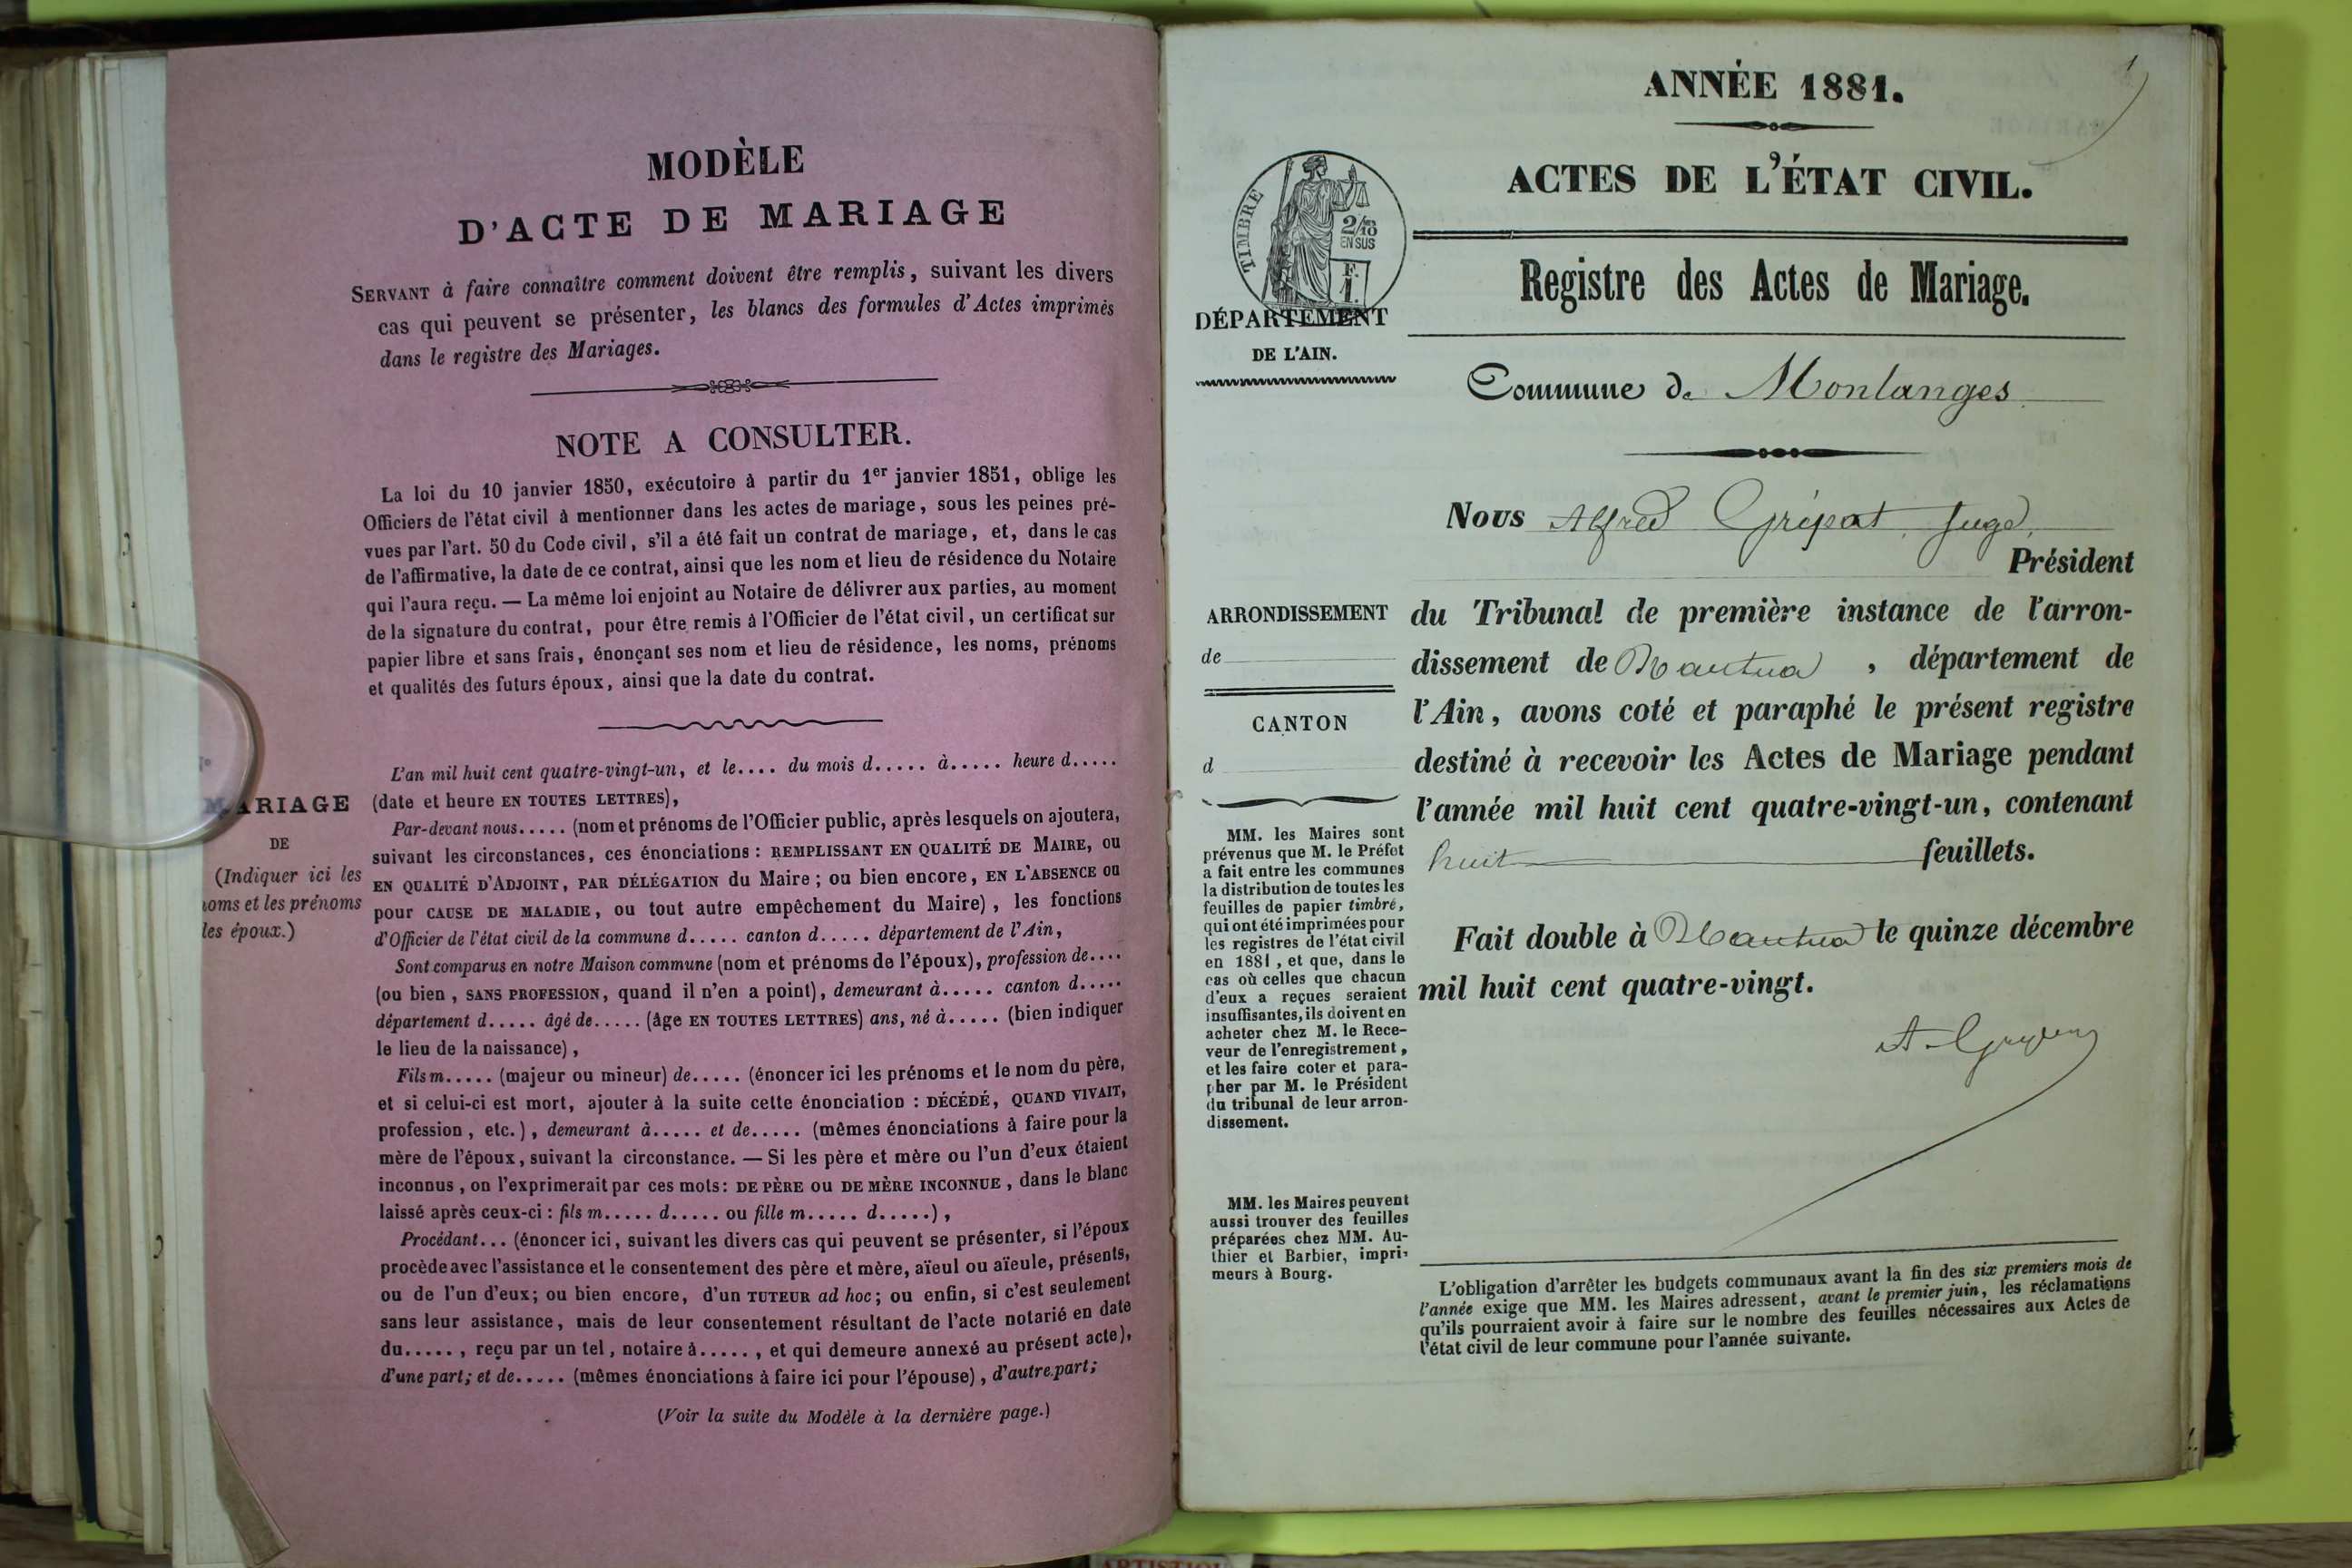 MODÈLE
D'ACTE DE MARIAGE
SERVANT à faire connaître comment doivent être remplis, suivant les divers
cas qui peuvent se présenter, les blancs des formules d'Actes imprimés
dans le registre des Mariages.
NOTE A CONSULTER.
La loi du 10 janvier 1850, exécutoire à partir du 1er janvier 1851, oblige les
Officiers de l'état civil à mentionner dans les actes de mariage, sous les peines pré-
vues par l'art. 50 du Code civil, s'il a été fait un contrat de mariage, et, dans le cas
de l'affirmative, la date de ce contrat, ainsi que les nom et lieu de résidence du Notaire
qui l'aura reçu. — La même loi enjoint au Notaire de délivrer aux parties, au moment
de la signature du contrat, pour être remis à l'Officier de l'état civil, un certificat sur
papier libre et sans frais, énonçant ses nom et lieu de résidence, les noms, prénoms
et qualités des futurs époux, ainsi que la date du contrat.
MARIAGE
DE
(Indiquer ici les
noms et les prénoms
les époux.)
L'an mil huit cent quatre-vingt-un, et le.... du mois d..... à..... heure d.....
(date et heure EN TOUTES LETTRES),
Par-devant nous..... (nom et prénoms de l'Officier public, après lesquels on ajoutera,
suivant les circonstances, ces énonciations : REMPLISSANT EN QUALITÉ DE MAIRE, OU
EN QUALITÉ D'ADJOINT, PAR DÉLÉGATION du Maire ; ou bien encore, EN L'ABSENCE OU
pour CAUSE DE MALADIE, ou tout autre empêchement du Maire), les fonctions
d'Officier de l'état civil de la commune d..... canton d..... département de l'Ain,
Sont comparus en notre Maison commune (nom et prénoms de l'époux), profession de....
(ou bien, SANS PROFESSION, quand il n'en a point), demeurant à..... canton d.....
département d..... âgé de..... (âge EN TOUTES LETTRES) ans, né à..... (bien indiquer
le lieu de la naissance),
Fils m..... (majeur ou mineur) de..... (énoncer ici les prénoms et le nom du père,
et si celui-ci est mort, ajouter à la suite cette énonciation : DÉCÉDÉ, QUAND VIVAIT,
profession, etc.), demeurant à..... et de..... (mêmes énonciations à faire pour la
mère de l'époux, suivant la circonstance. — Si les père et mère ou l'un d'eux étaient
inconnus, on l'exprimerait par ces mots : DE PÈRE OU DE MÈRE INCONNUE, dans le blanc
laissé après ceux-ci : fils m..... d..... ou fille m..... d.....),
Procédant... (énoncer ici, suivant les divers cas qui peuvent se présenter, si l'époux
procède avec l'assistance et le consentement des père et mère, aïeul ou aïeule, présents,
ou de l'un d'eux; ou bien encore, d'un TUTEUR ad hoc; ou enfin, si c'est seulement
sans leur assistance, mais de leur consentement résultant de l'acte notarié en date
du....., reçu par un tel, notaire à....., et qui demeure annexé au présent acte),
d'une part; et de..... (mêmes énonciations à faire ici pour l'épouse), d'autre part;
(Voir la suite du Modèle à la dernière page.)
1
ANNÉE 1881.
ACTES DE L'ÉTAT CIVIL.
TIMBRE
2/10
EN SUS
F.
1.
DÉPARTEMENT
DE L'AIN.
Registre des Actes de Mariage.
Commune de Montanges
Nous Alfred Grépat, Juge,
Président
ARRONDISSEMENT
de
CANTON
d
du Tribunal de première instance de l'arron-
dissement de Nantua, département de
l'Ain, avons coté et paraphé le présent registre
destiné à recevoir les Actes de Mariage pendant
l'année mil huit cent quatre-vingt-un, contenant
huit feuillets.
Fait double à Nantua le quinze décembre
mil huit cent quatre-vingt.
MM. les Maires sont
prévenus que M. le Préfet
a fait entre les communes
la distribution de toutes les
feuilles de papier timbré,
qui ont été imprimées pour
les registres de l'état civil
en 1881, et que, dans le
cas où celles que chacun
d'eux a reçues seraient
insuffisantes, ils doivent en
acheter chez M. le Rece-
veur de l'enregistrement,
et les faire coter et para-
pher par M. le Président
du tribunal de leur arron-
dissement.
MM. les Maires peuvent
aussi trouver des feuilles
préparées chez MM. Au-
thier et Barbier, impri-
meurs à Bourg.
L'obligation d'arrêter les budgets communaux avant la fin des six premiers mois de
l'année exige que MM. les Maires adressent, avant le premier juin, les réclamations
qu'ils pourraient avoir à faire sur le nombre des feuilles nécessaires aux Actes de
l'état civil de leur commune pour l'année suivante.